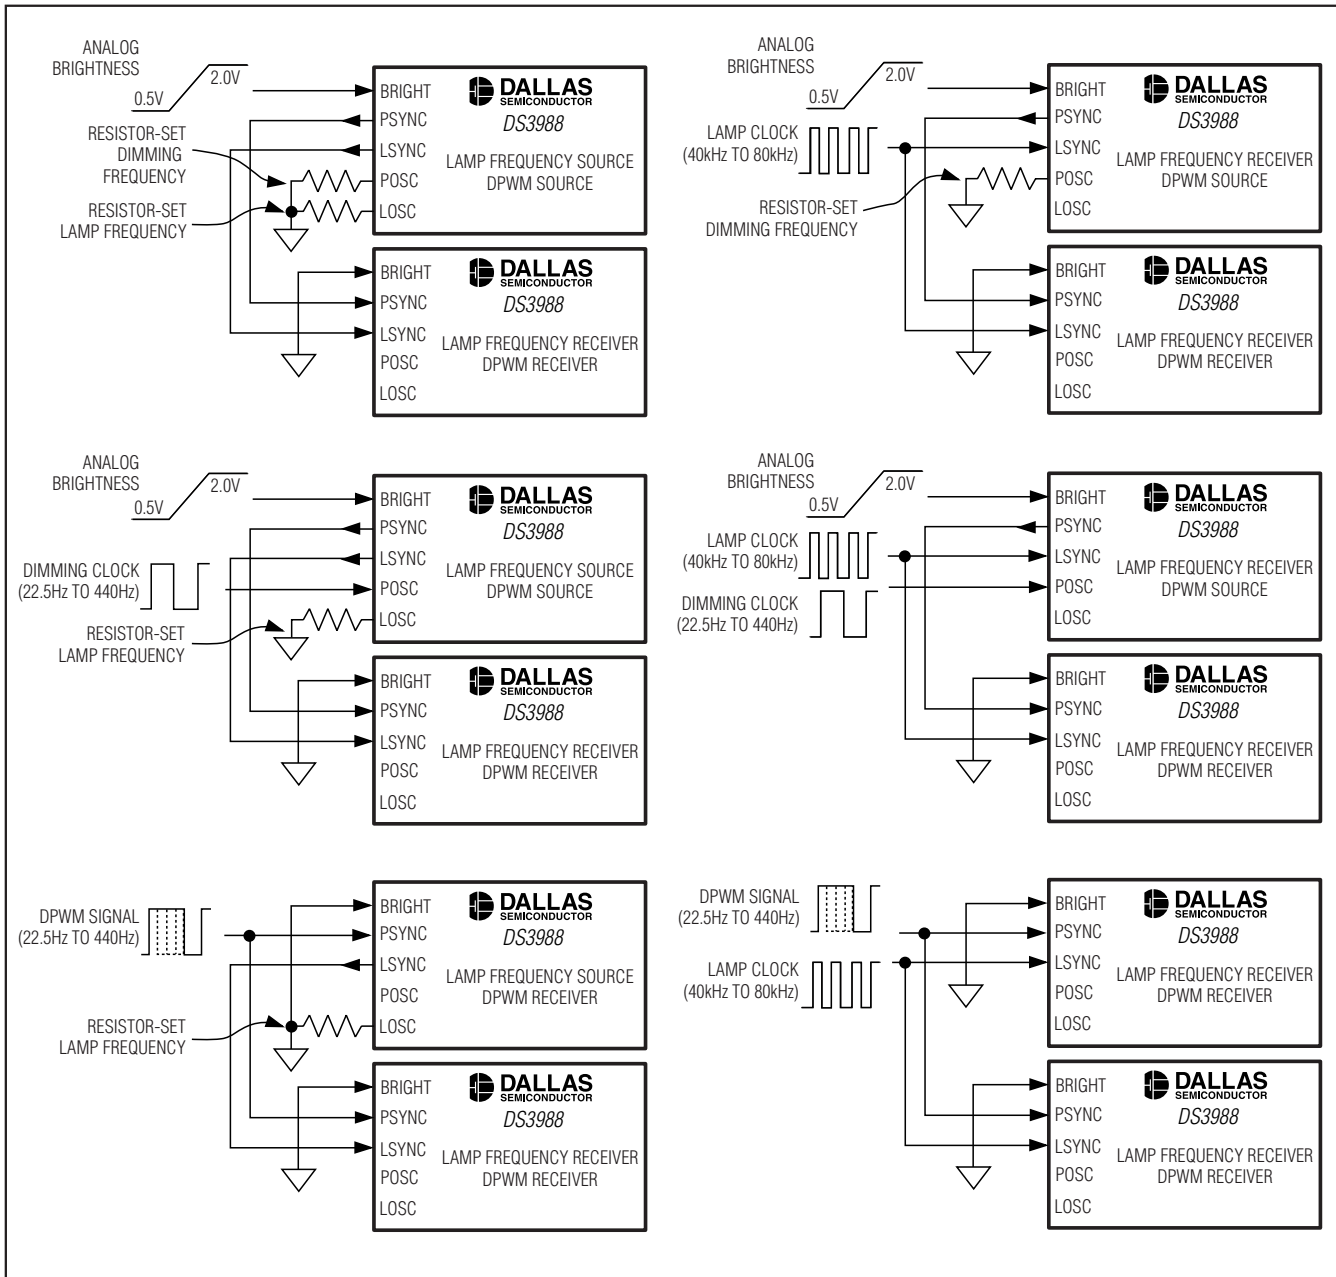 ANALOG
BRIGHTNESS
0.5V
2.0V
RESISTOR-SET
DIMMING
FREQUENCY
RESISTOR-SET
LAMP FREQUENCY
BRIGHT
PSYNC
LSYNC
POSC
LOSC
DALLAS
SEMICONDUCTOR
DS3988
LAMP FREQUENCY SOURCE
DPWM SOURCE
BRIGHT
PSYNC
LSYNC
POSC
LOSC
DALLAS
SEMICONDUCTOR
DS3988
LAMP FREQUENCY RECEIVER
DPWM RECEIVER
ANALOG
BRIGHTNESS
0.5V
2.0V
LAMP CLOCK
(40kHz TO 80kHz)
RESISTOR-SET
DIMMING FREQUENCY
BRIGHT
PSYNC
LSYNC
POSC
LOSC
DALLAS
SEMICONDUCTOR
DS3988
LAMP FREQUENCY RECEIVER
DPWM SOURCE
BRIGHT
PSYNC
LSYNC
POSC
LOSC
DALLAS
SEMICONDUCTOR
DS3988
LAMP FREQUENCY RECEIVER
DPWM RECEIVER
ANALOG
BRIGHTNESS
0.5V
2.0V
DIMMING CLOCK
(22.5Hz TO 440Hz)
RESISTOR-SET
LAMP FREQUENCY
BRIGHT
PSYNC
LSYNC
POSC
LOSC
DALLAS
SEMICONDUCTOR
DS3988
LAMP FREQUENCY SOURCE
DPWM SOURCE
BRIGHT
PSYNC
LSYNC
POSC
LOSC
DALLAS
SEMICONDUCTOR
DS3988
LAMP FREQUENCY RECEIVER
DPWM RECEIVER
ANALOG
BRIGHTNESS
0.5V
2.0V
LAMP CLOCK
(40kHz TO 80kHz)
DIMMING CLOCK
(22.5Hz TO 440Hz)
BRIGHT
PSYNC
LSYNC
POSC
LOSC
DALLAS
SEMICONDUCTOR
DS3988
LAMP FREQUENCY RECEIVER
DPWM SOURCE
BRIGHT
PSYNC
LSYNC
POSC
LOSC
DALLAS
SEMICONDUCTOR
DS3988
LAMP FREQUENCY RECEIVER
DPWM RECEIVER
DPWM SIGNAL
(22.5Hz TO 440Hz)
RESISTOR-SET
LAMP FREQUENCY
BRIGHT
PSYNC
LSYNC
POSC
LOSC
DALLAS
SEMICONDUCTOR
DS3988
LAMP FREQUENCY SOURCE
DPWM RECEIVER
BRIGHT
PSYNC
LSYNC
POSC
LOSC
DALLAS
SEMICONDUCTOR
DS3988
LAMP FREQUENCY RECEIVER
DPWM RECEIVER
DPWM SIGNAL
(22.5Hz TO 440Hz)
LAMP CLOCK
(40kHz TO 80kHz)
BRIGHT
PSYNC
LSYNC
POSC
LOSC
DALLAS
SEMICONDUCTOR
DS3988
LAMP FREQUENCY RECEIVER
DPWM RECEIVER
BRIGHT
PSYNC
LSYNC
POSC
LOSC
DALLAS
SEMICONDUCTOR
DS3988
LAMP FREQUENCY RECEIVER
DPWM RECEIVER